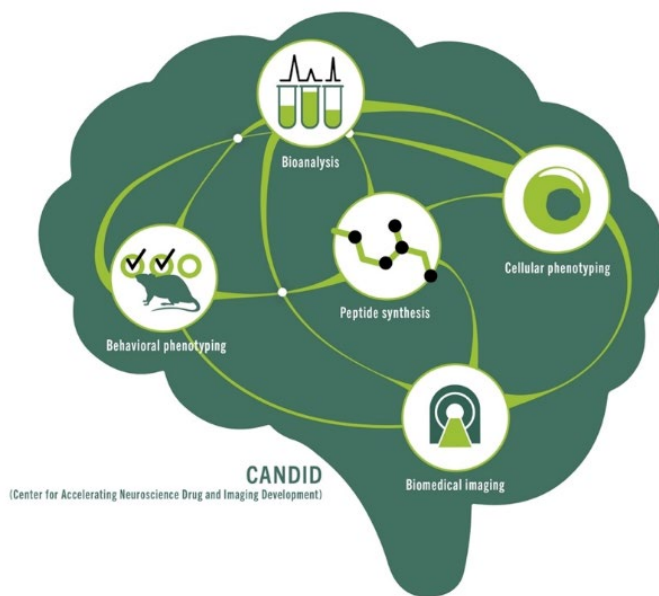 Bioanalysis
Cellular phenotyping
Peptide synthesis
Behavioral phenotyping
Biomedical imaging
CANDID
(Center for Accelerating Neuroscience Drug and Imaging Development)